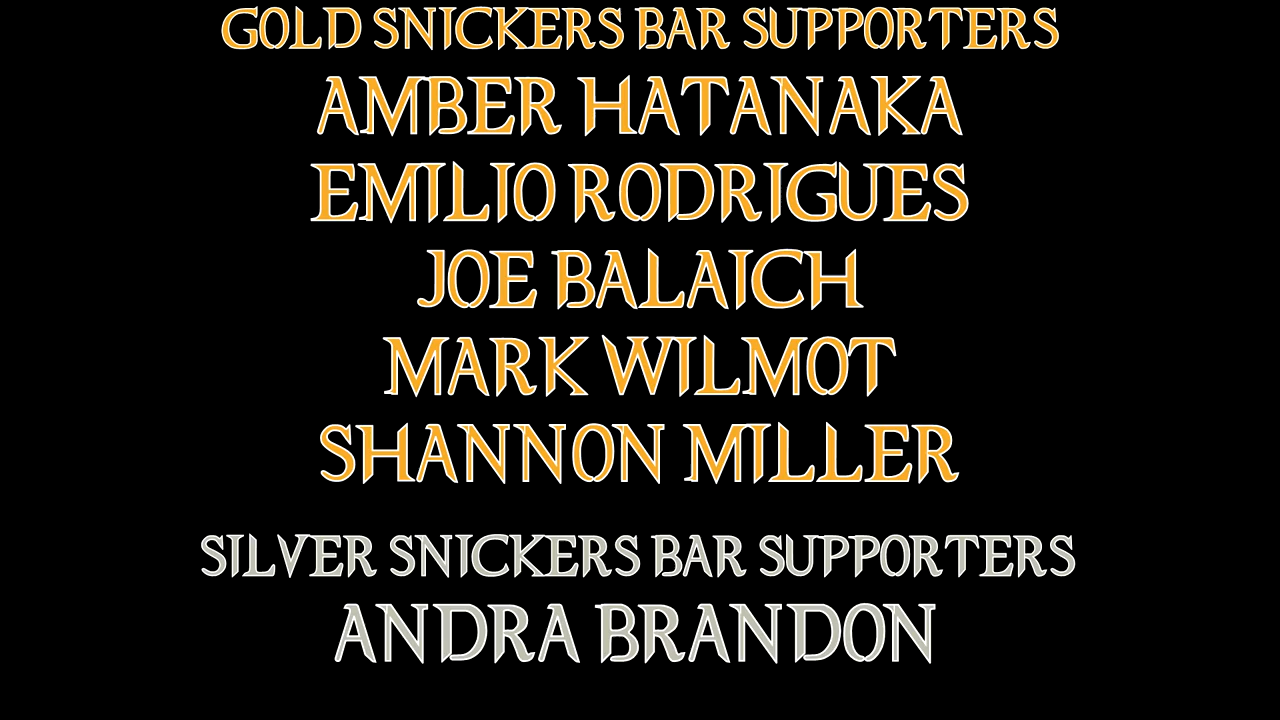 GOLD SNICKERS BAR SUPPORTERS
AMBER HATANAKA
EMILIO RODRIGUES
JOE BALAICH
MARK WILMOT
SHANNON MILLER
SILVER SNICKERS BAR SUPPORTERS
ANDRA BRANDON